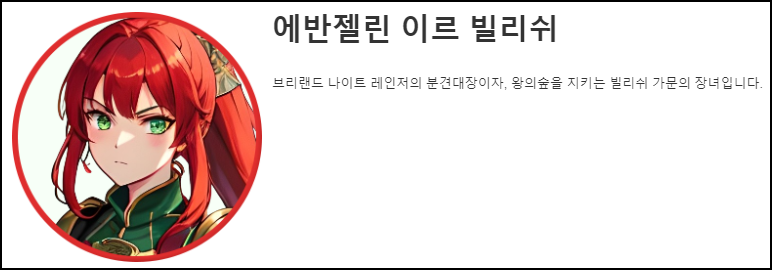 에반젤린 이르 빌리쉬
브리랜드 나이트 레인저의 분견대장이자, 왕의숲을 지키는 빌리쉬 가문의 장녀입니다.